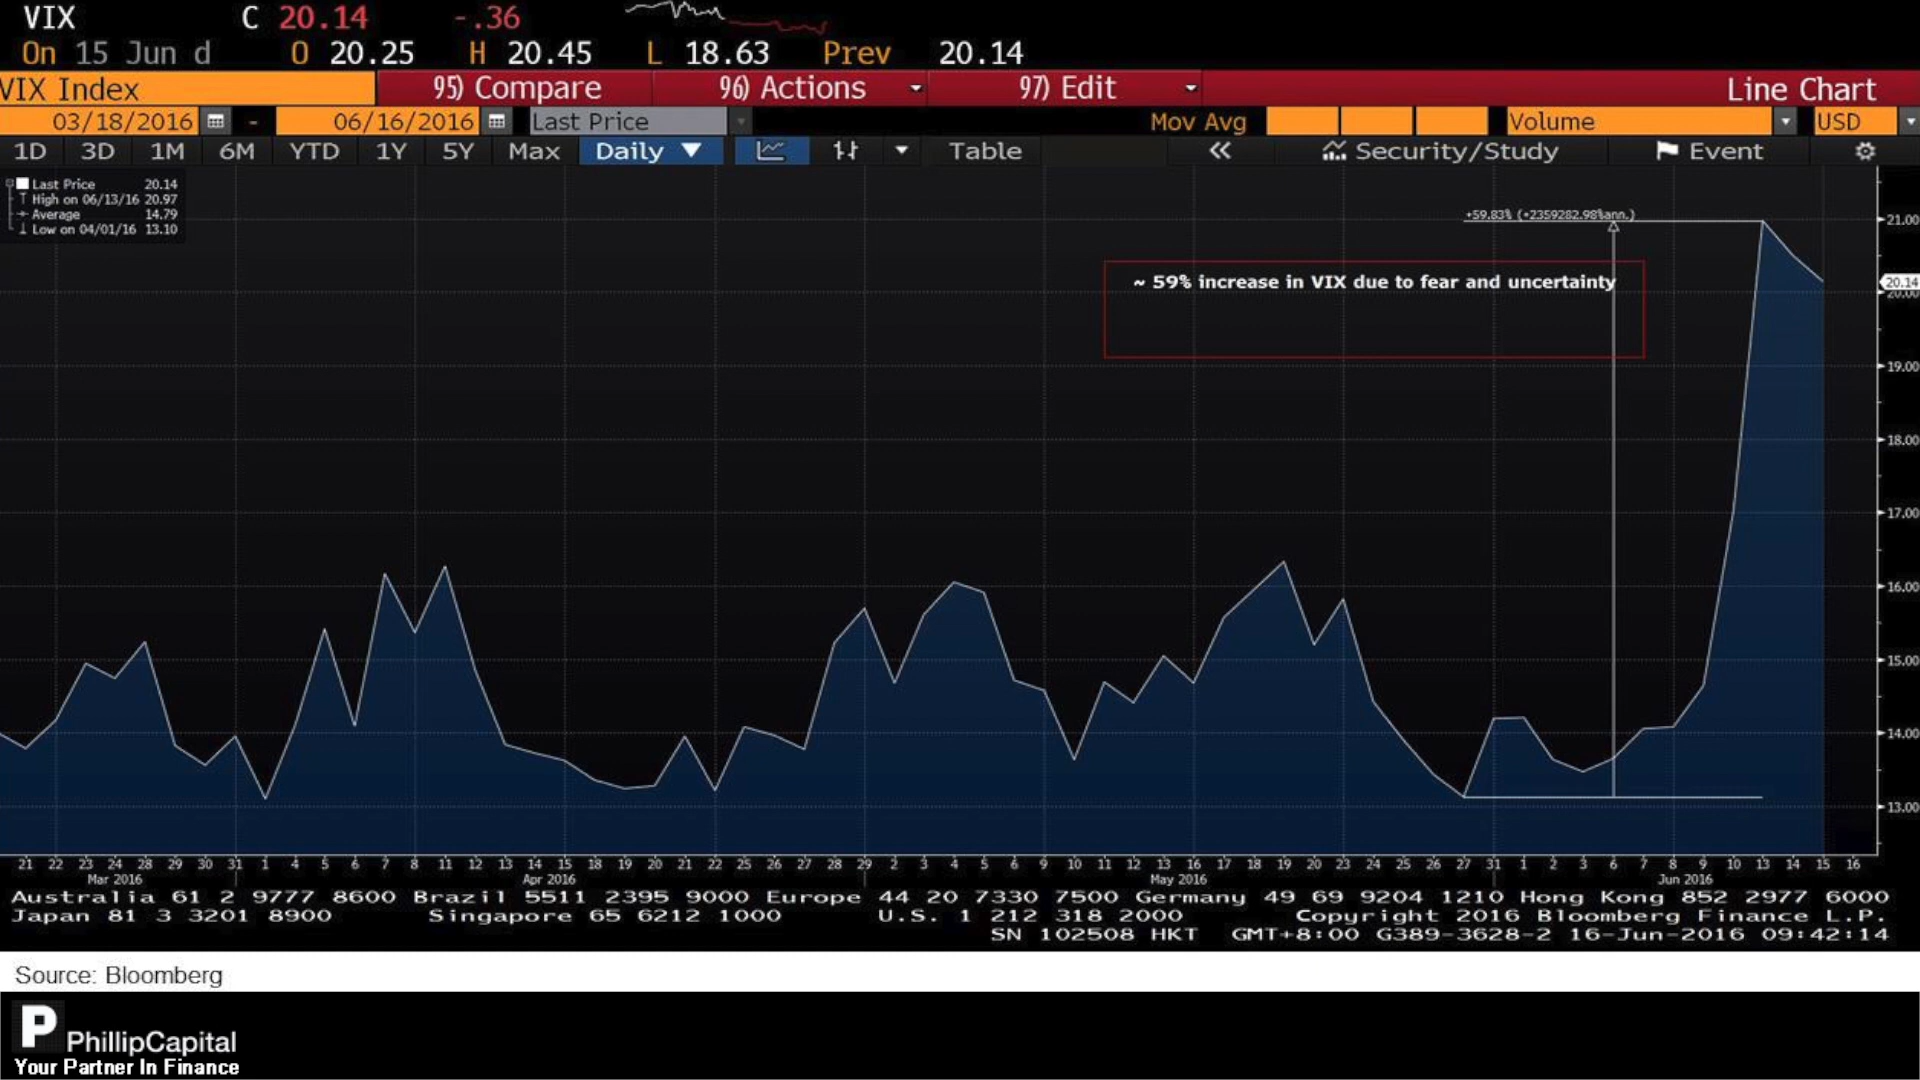 VIX C 20.14 -.36
On 15 Jun d O 20.25 H 20.45 L 18.63 Prev 20.14
VIX Index 95) Compare 96) Actions 97) Edit Line Chart
03/18/2016 - 06/16/2016 Last Price Mov Avg Volume USD
1D 3D 1M 6M YTD 1Y 5Y Max Daily ▼ Table « Security/Study Event
Last Price 20.14
High on 06/13/16 20.97
Average 14.79
Low on 04/01/16 13.10
+59.83% (+2359282.98%ann.)
~ 59% increase in VIX due to fear and uncertainty
21.00
20.14
20.00
19.00
18.00
17.00
16.00
15.00
14.00
13.00
21 22 23 24 28 29 30 31 1 4 5 6 7 8 11 12 13 14 15 18 19 20 21 22 25 26 27 28 29 2 3 4 5 6 9 10 11 12 13 16 17 18 19 20 23 24 25 26 27 31 1 2 3 6 7 8 9 10 13 14 15 16
Mar 2016 Apr 2016 May 2016 Jun 2016
Australia 61 2 9777 8600 Brazil 5511 2395 9000 Europe 44 20 7330 7500 Germany 49 69 9204 1210 Hong Kong 852 2977 6000
Japan 81 3 3201 8900 Singapore 65 6212 1000 U.S. 1 212 318 2000 Copyright 2016 Bloomberg Finance L.P.
SN 102508 HKT GMT+8:00 G389-3628-2 16-Jun-2016 09:42:14
Source: Bloomberg
P PhillipCapital
Your Partner In Finance